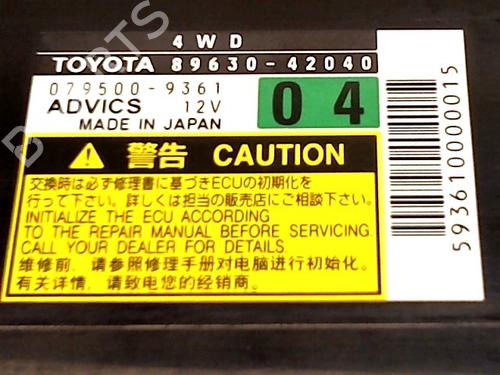 4WD
TOYOTA 89630-42040
079500-9361
ADVICS 12V
MADE IN JAPAN
04
警告 CAUTION
交換時は必ず修理書に基づきECUの初期化を
行って下さい。詳しくは担当の販売店にご相談下さい。
INITIALIZE THE ECU ACCORDING
TO THE REPAIR MANUAL BEFORE SERVICING
CALL YOUR DEALER FOR DETAILS
维修前，请参照修理手册对电脑进行初始化。
有关详情，请致电您的经销商。
5936100000015